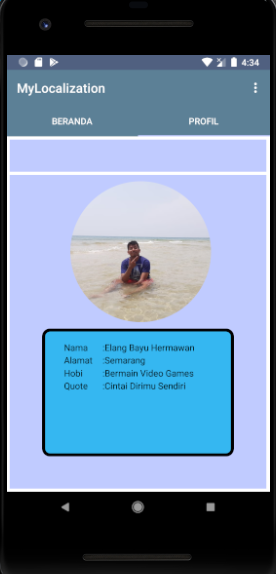 4:34
MyLocalization
BERANDA PROFIL
Nama :Elang Bayu Hermawan
Alamat :Semarang
Hobi :Bermain Video Games
Quote :Cintai Dirimu Sendiri